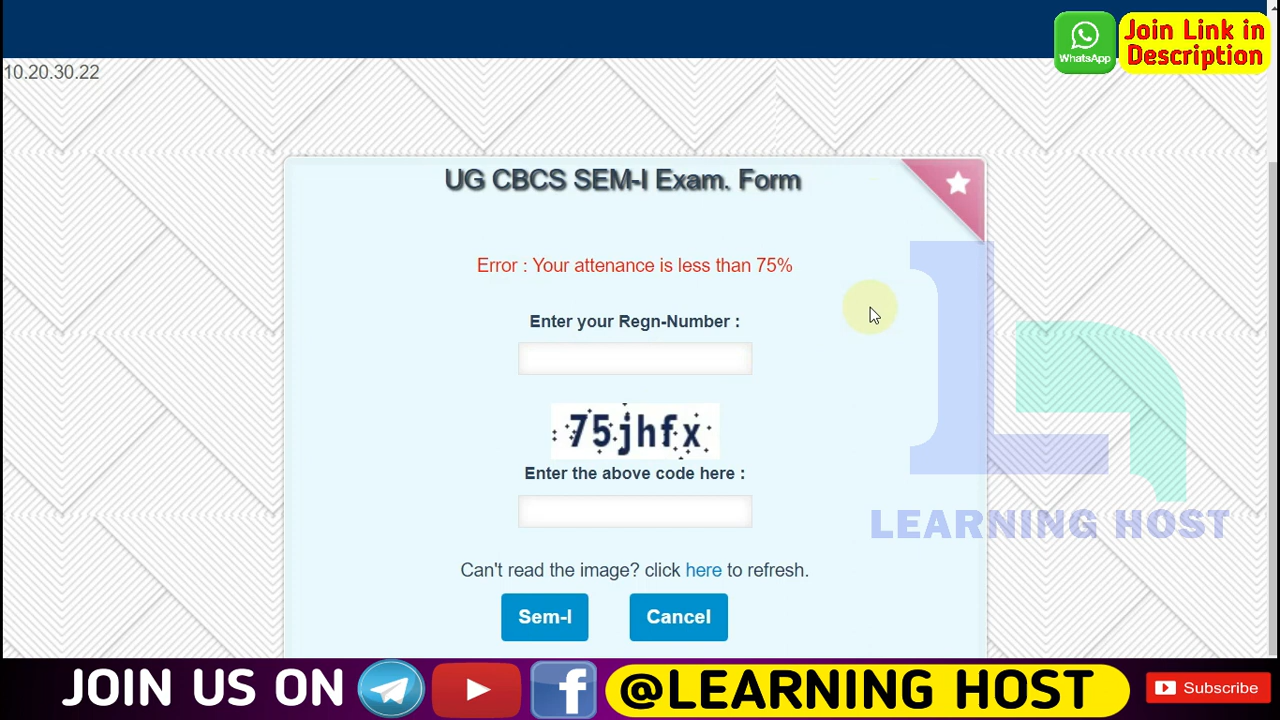 Join Link in
Description
WhatsApp
10.20.30.22
UG CBCS SEM-I Exam. Form
Error : Your attenance is less than 75%
Enter your Regn-Number :
75jhfx
Enter the above code here :
LEARNING HOST
Can't read the image? click here to refresh.
Sem-I Cancel
JOIN US ON @LEARNING HOST Subscribe